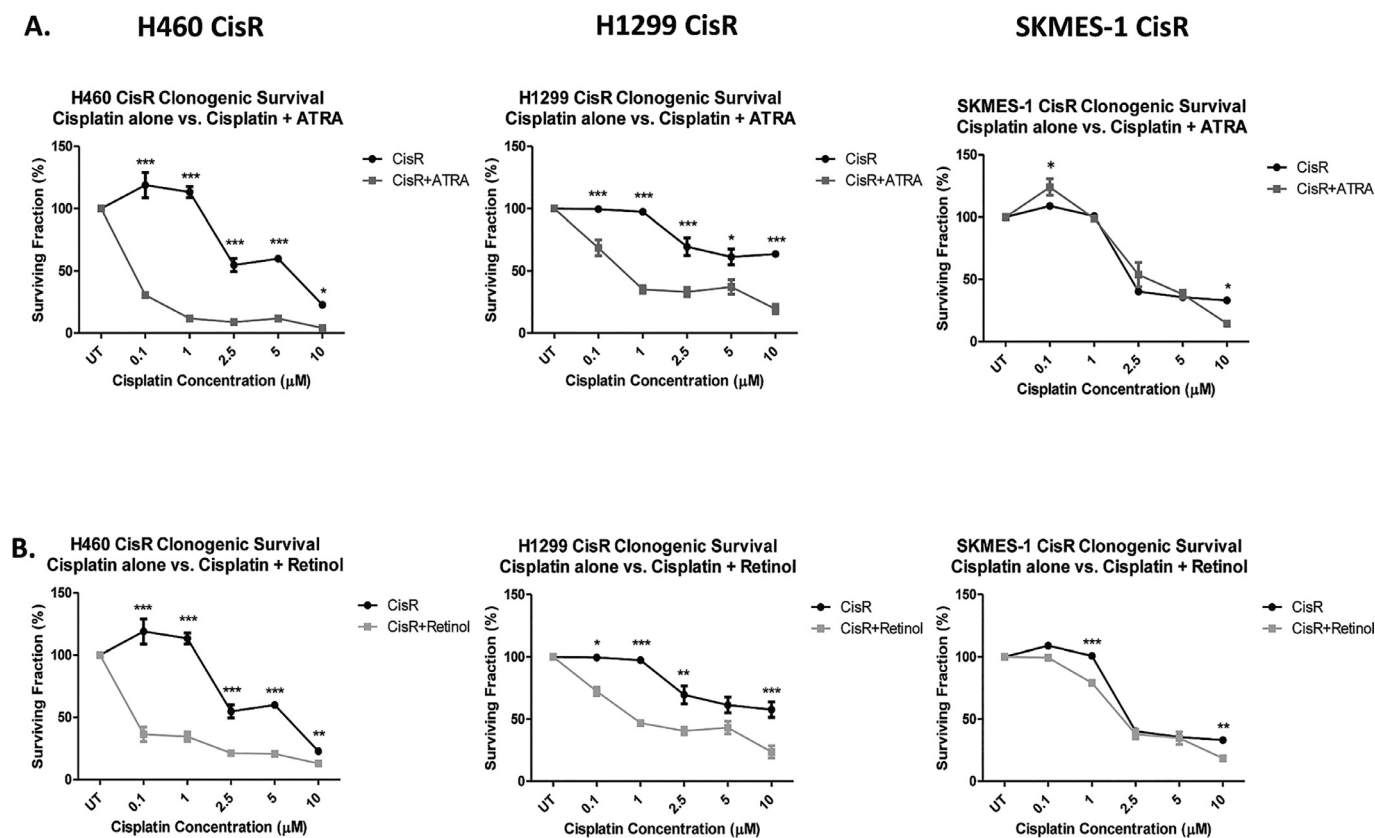 A.
H460 CisR
H1299 CisR
SKMES-1 CisR
H460 CisR Clonogenic Survival
Cisplatin alone vs. Cisplatin + ATRA
Surviving Fraction (%)
150
100
50
0
***
***
***
***
*
CisR
CisR+ATRA
UT
0.1
1
2.5
5
10
Cisplatin Concentration (μM)
H1299 CisR Clonogenic Survival
Cisplatin alone vs. Cisplatin + ATRA
Surviving Fraction (%)
150
100
50
0
***
***
***
*
***
CisR
CisR+ATRA
UT
0.1
1
2.5
5
10
Cisplatin Concentration (μM)
SKMES-1 CisR Clonogenic Survival
Cisplatin alone vs. Cisplatin + ATRA
Surviving Fraction (%)
150
100
50
0
*
*
CisR
CisR+ATRA
UT
0.1
1
2.5
5
10
Cisplatin Concentration (μM)
B.
H460 CisR Clonogenic Survival
Cisplatin alone vs. Cisplatin + Retinol
Surviving Fraction (%)
150
100
50
0
***
***
***
***
**
CisR
CisR+Retinol
UT
0.1
1
2.5
5
10
Cisplatin Concentration (μM)
H1299 CisR Clonogenic Survival
Cisplatin alone vs. Cisplatin + Retinol
Surviving Fraction (%)
150
100
50
0
*
***
**
***
CisR
CisR+Retinol
UT
0.1
1
2.5
5
10
Cisplatin Concentration (μM)
SKMES-1 CisR Clonogenic Survival
Cisplatin alone vs. Cisplatin + Retinol
Surviving Fraction (%)
150
100
50
0
***
**
CisR
CisR+Retinol
UT
0.1
1
2.5
5
10
Cisplatin Concentration (μM)